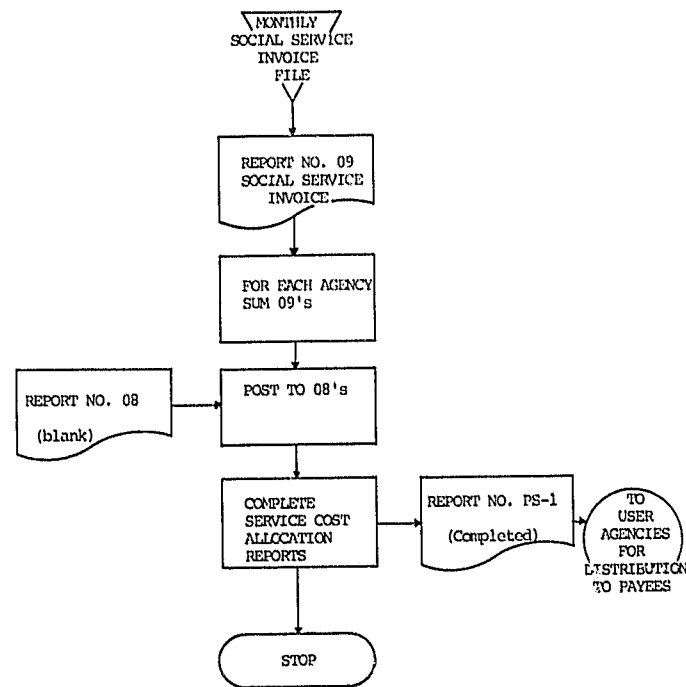 MONTHLY
SOCIAL SERVICE
INVOICE
FILE
REPORT NO. 09
SOCIAL SERVICE
INVOICE
FOR EACH AGENCY
SUM 09's
REPORT NO. 08
(blank)
POST TO 08's
COMPLETE
SERVICE COST
ALLOCATION
REPORTS
REPORT NO. PS-1
(Completed)
TO
USER
AGENCIES
FOR
DISTRIBUTION
TO PAYEES
STOP